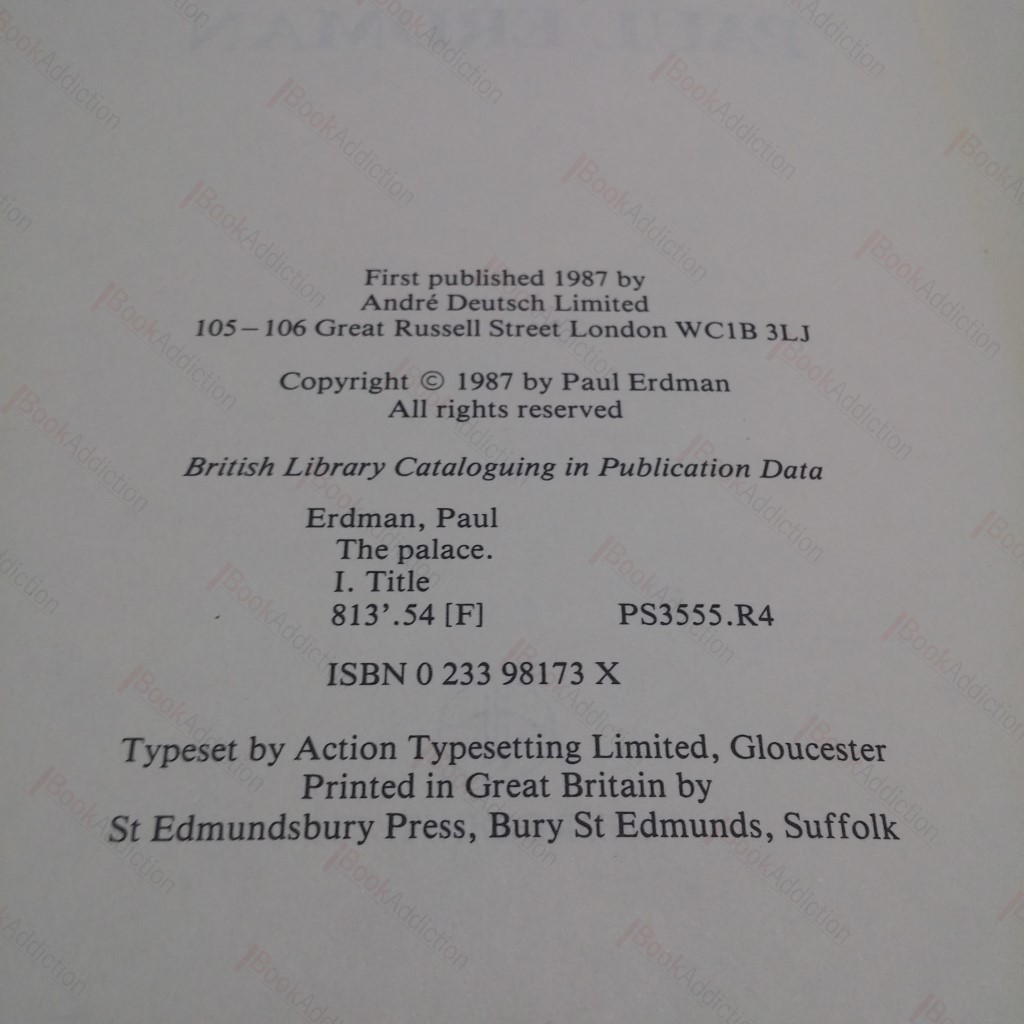 First published 1987 by
André Deutsch Limited
105–106 Great Russell Street London WC1B 3LJ
Copyright © 1987 by Paul Erdman
All rights reserved
British Library Cataloguing in Publication Data
Erdman, Paul
The palace.
I. Title
813’.54 [F] PS3555.R4
ISBN 0 233 98173 X
Typeset by Action Typesetting Limited, Gloucester
Printed in Great Britain by
St Edmundsbury Press, Bury St Edmunds, Suffolk
BookAddiction